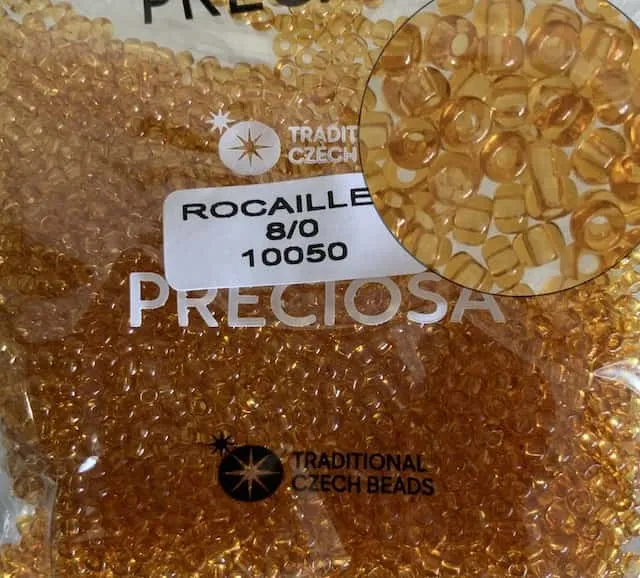 TRADIT
CZECH
ROCAILLE
8/0
10050
PRECIOSA
TRADITIONAL
CZECH BEADS